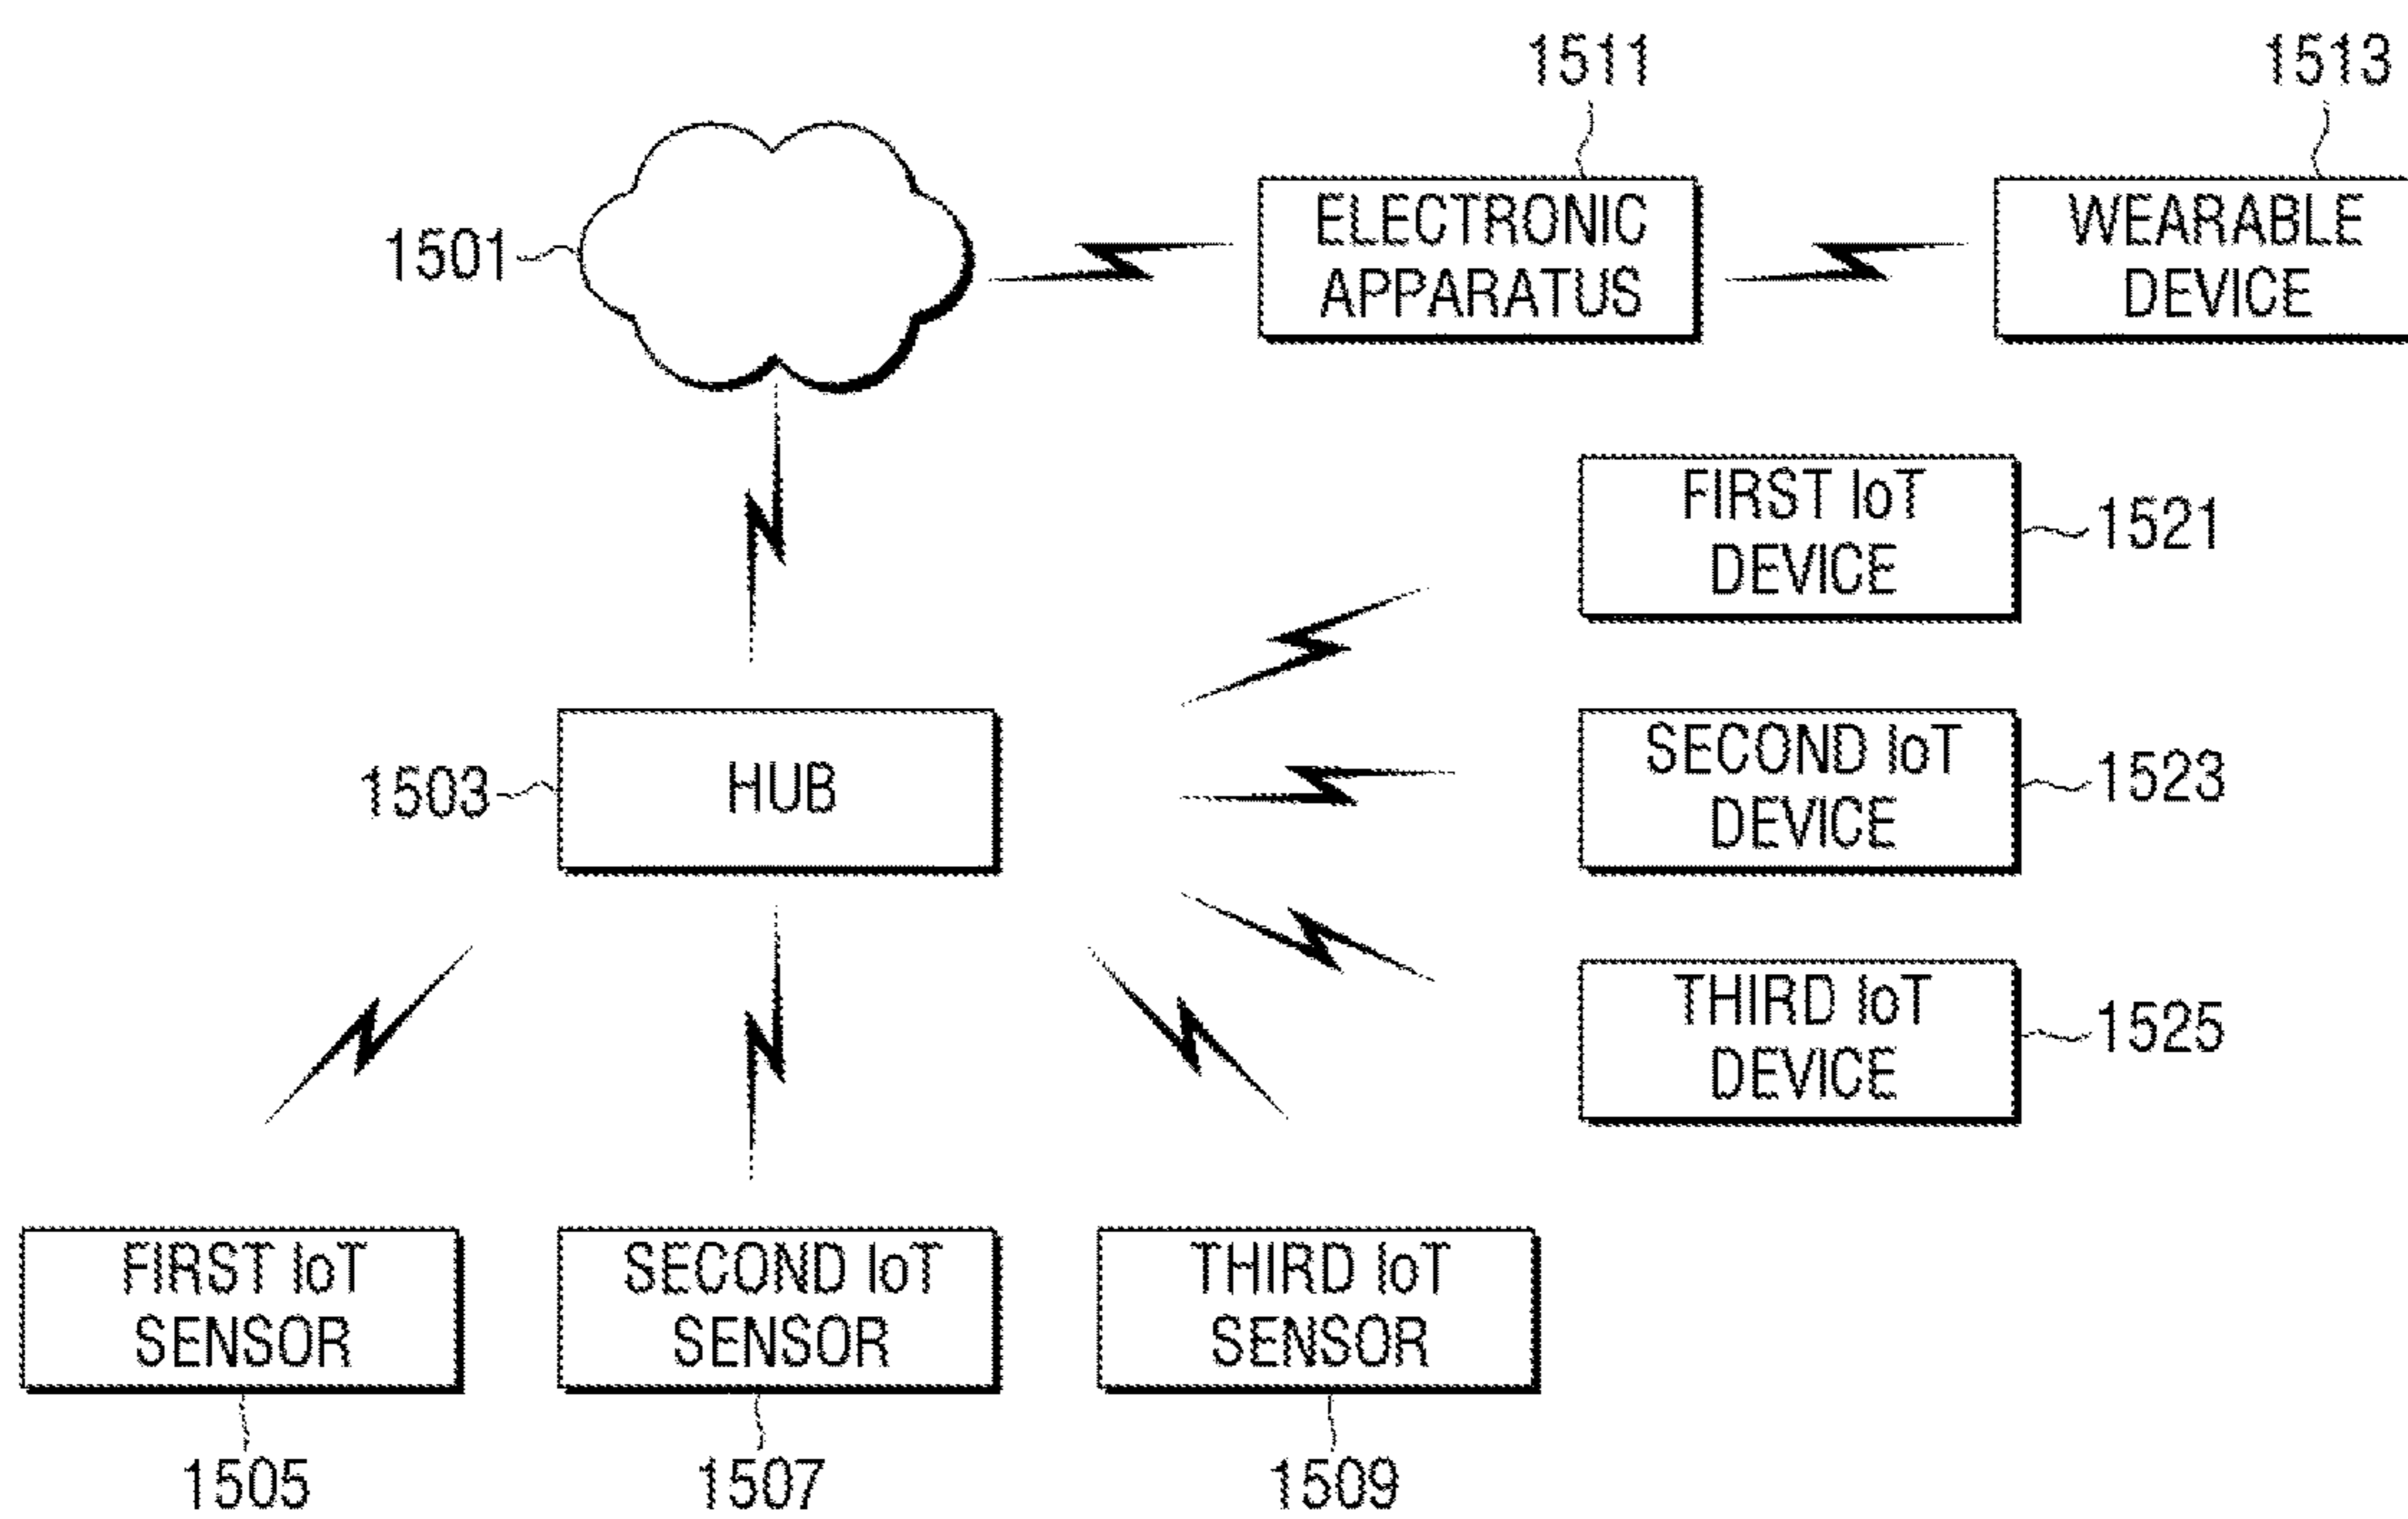 1511
1513
1501
ELECTRONIC
APPARATUS
WEARABLE
DEVICE
FIRST IoT
DEVICE
1521
1503
HUB
SECOND IoT
DEVICE
1523
THIRD IoT
DEVICE
1525
FIRST IoT
SENSOR
SECOND IoT
SENSOR
THIRD IoT
SENSOR
1505
1507
1509